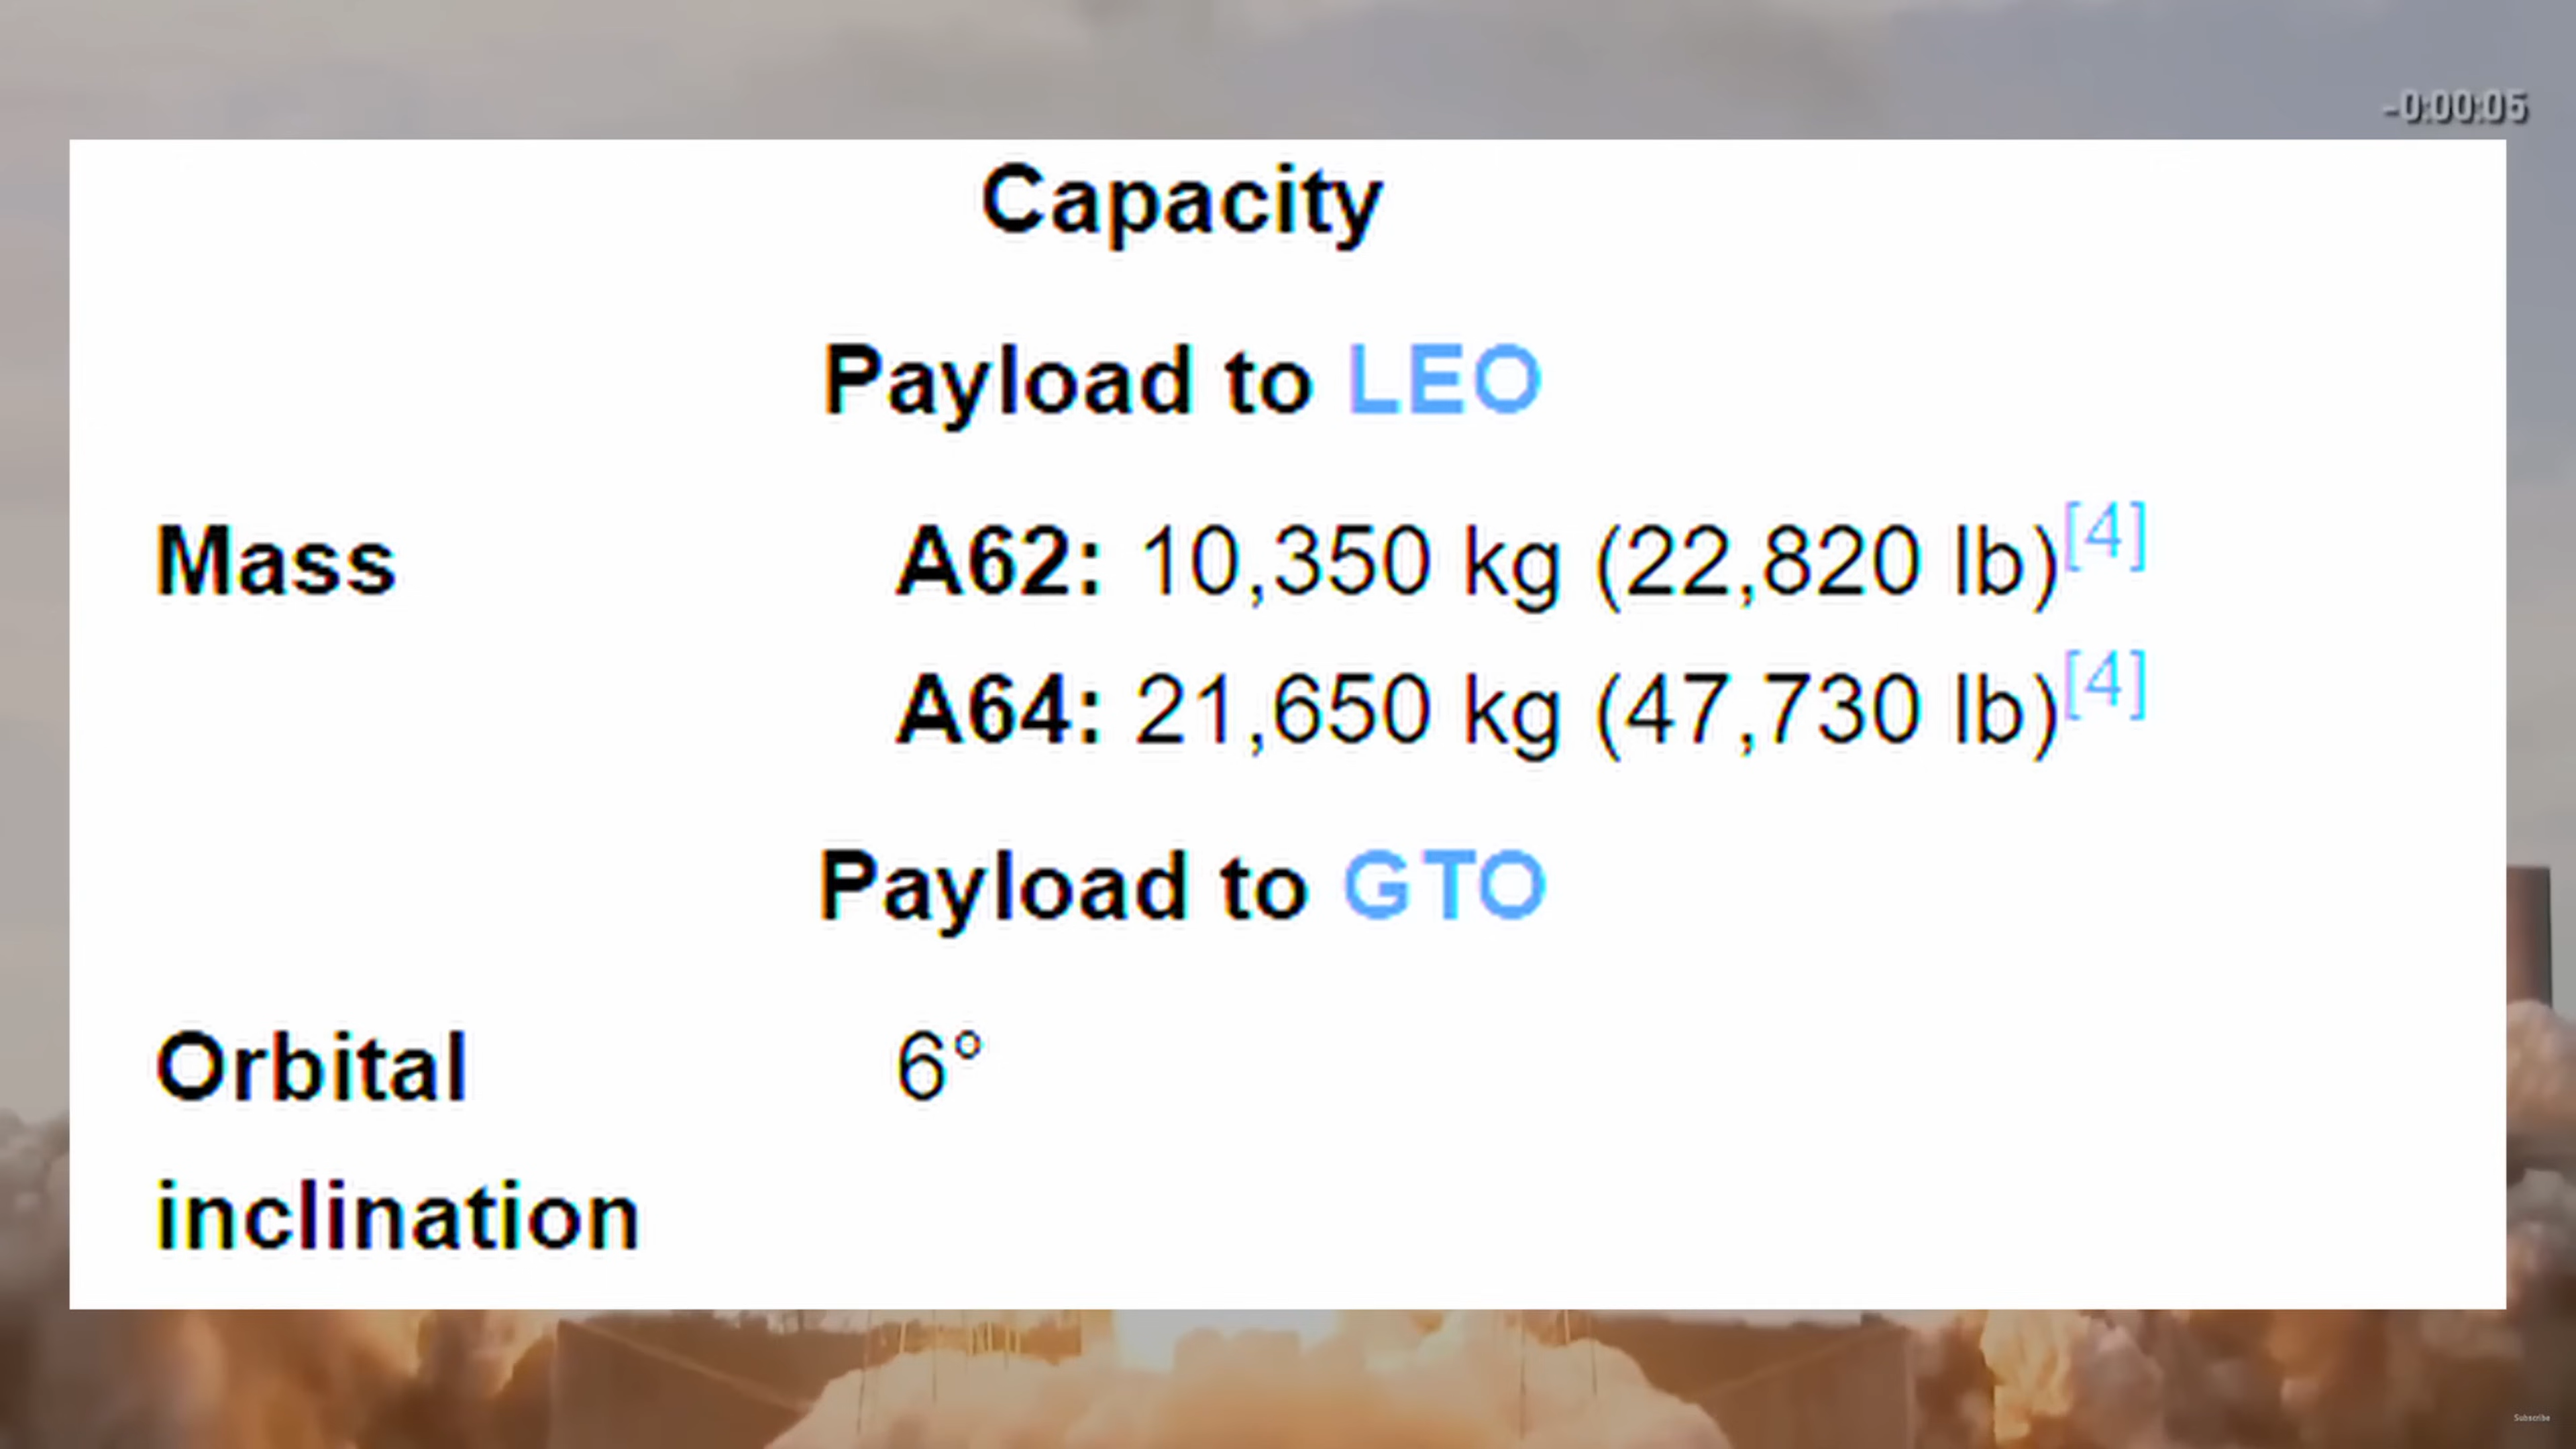 -0:00:05
Capacity
Payload to LEO
Mass A62: 10,350 kg (22,820 lb)[4]
A64: 21,650 kg (47,730 lb)[4]
Payload to GTO
Orbital 6°
inclination
Subscribe